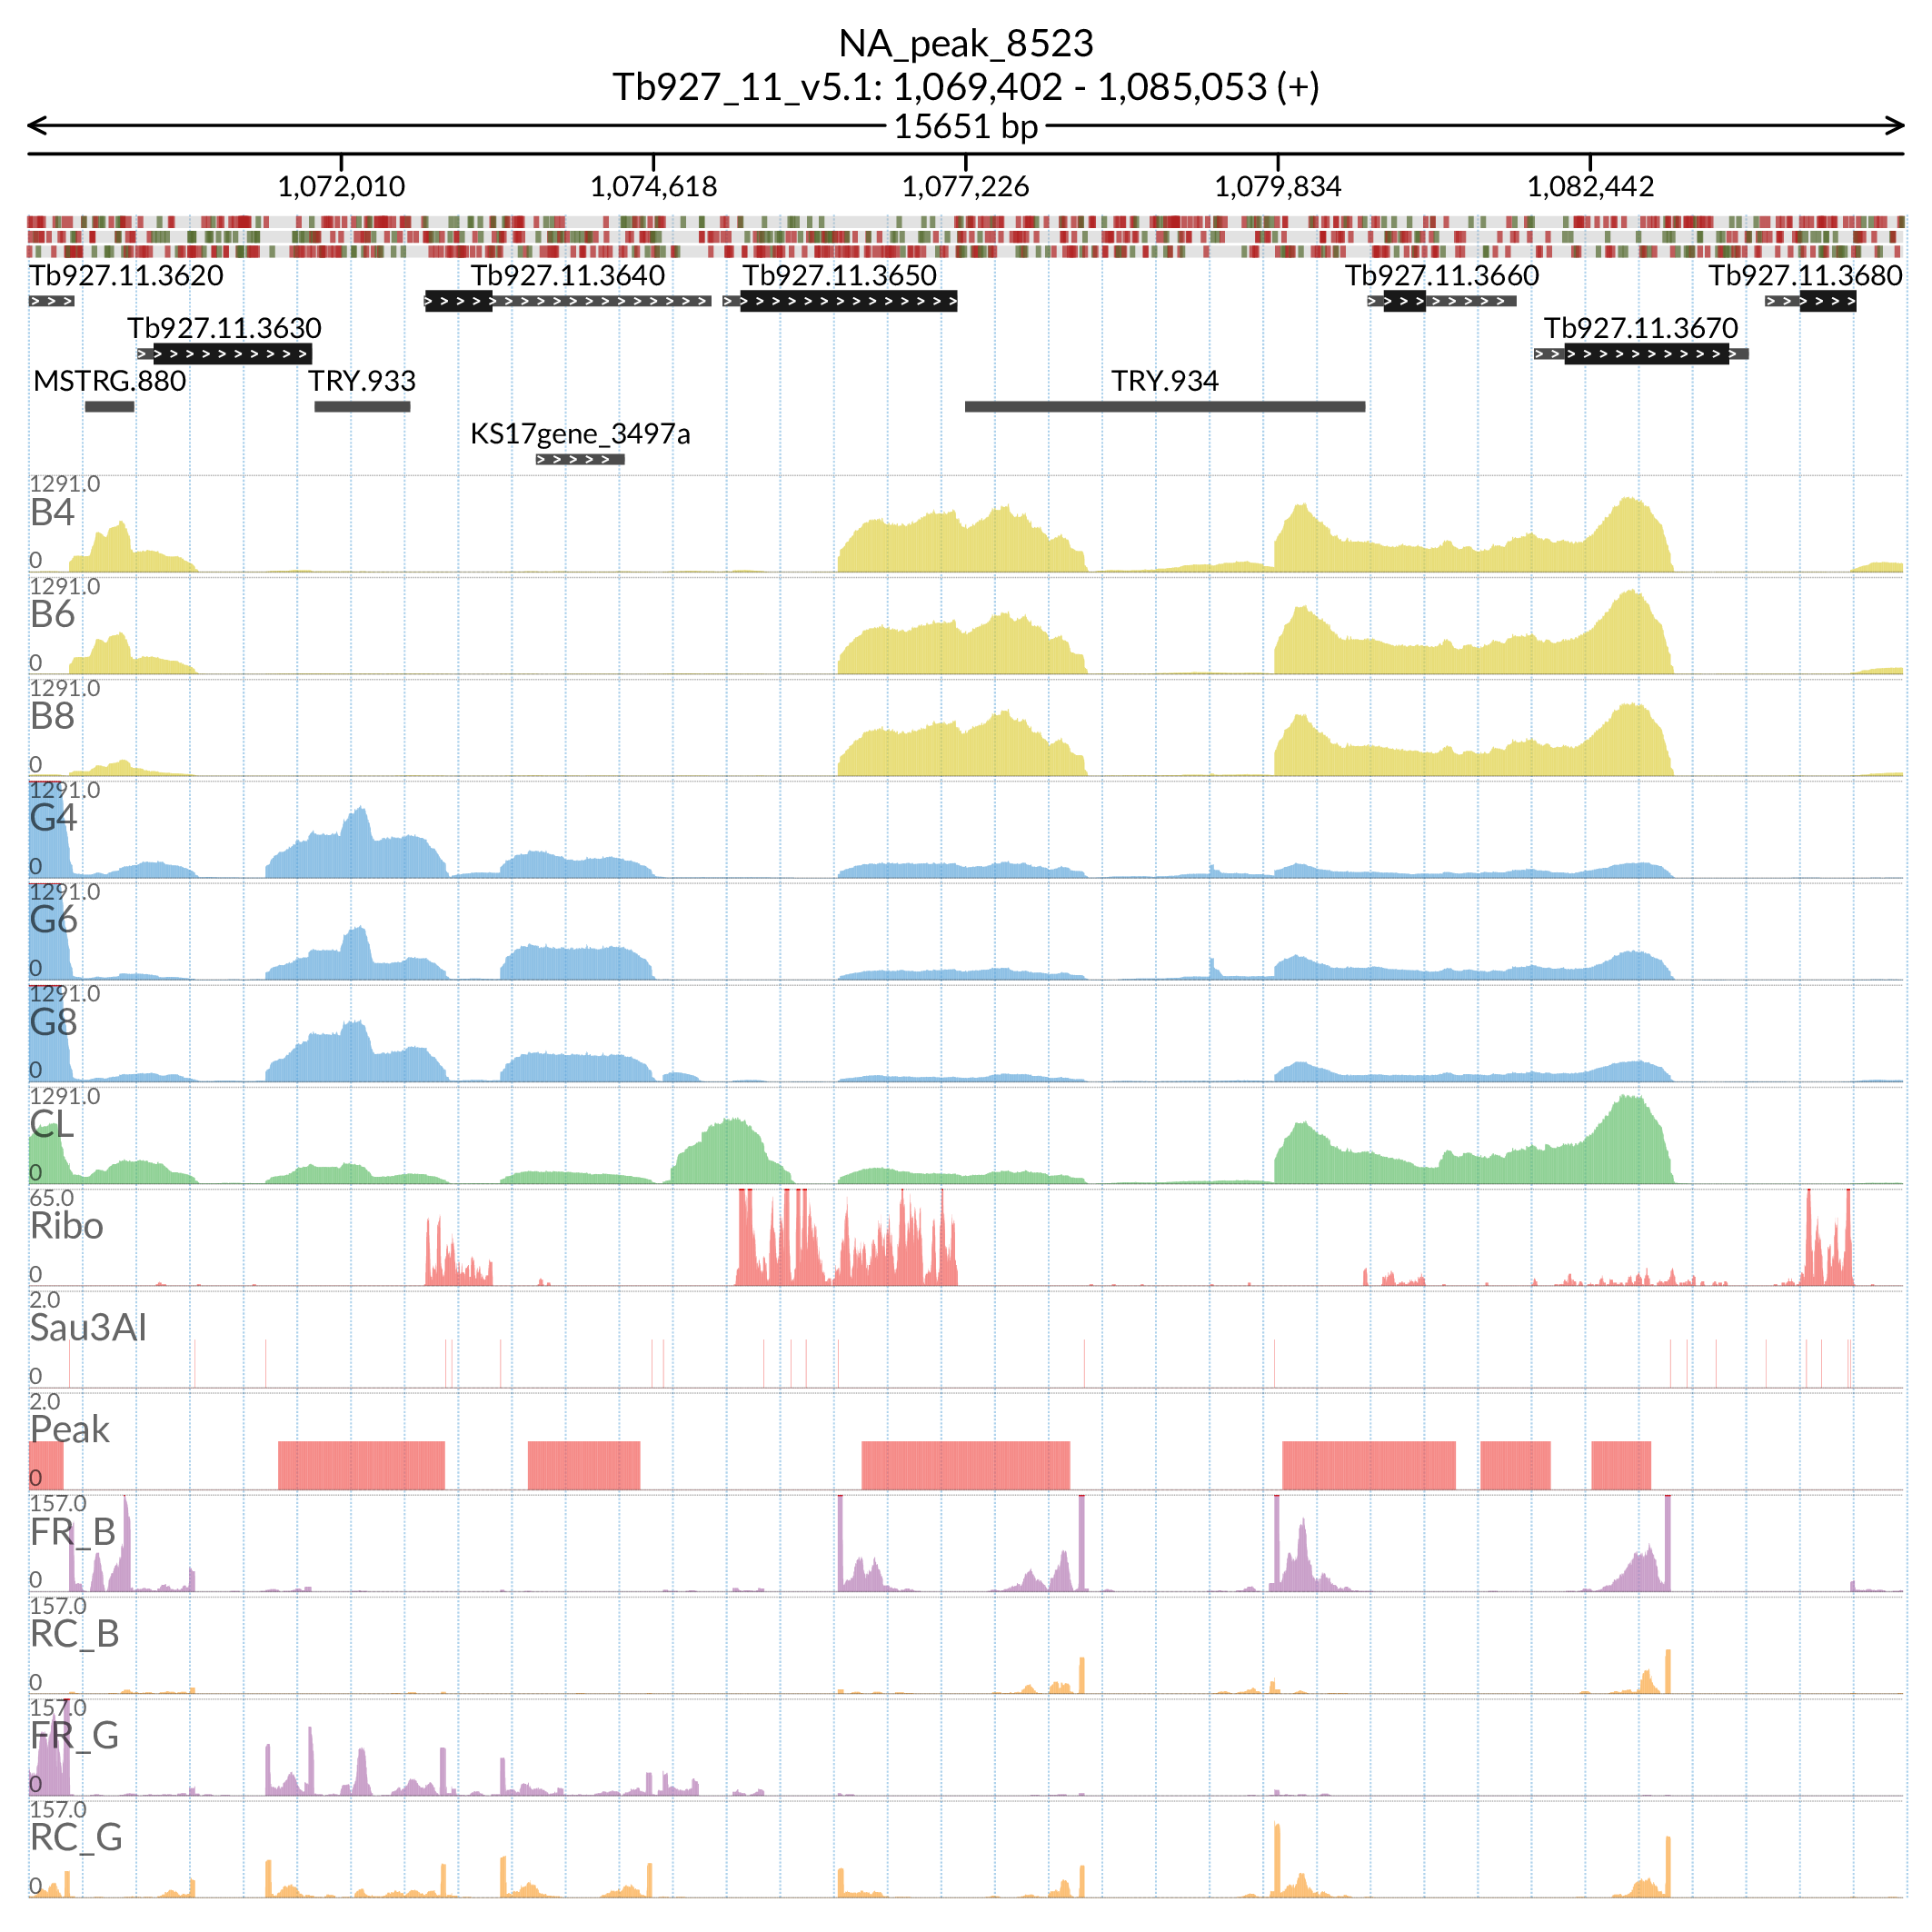 NA_peak_8523
Tb927_11_v5.1: 1,069,402 - 1,085,053 (+)
15651 bp
1,072,010 1,074,618 1,077,226 1,079,834 1,082,442
Tb927.11.3620 Tb927.11.3640 Tb927.11.3650 Tb927.11.3660 Tb927.11.3680
Tb927.11.3630 Tb927.11.3670
MSTRG.880 TRY.933 TRY.934
KS17gene_3497a
1291.0
B4
0
1291.0
B6
0
1291.0
B8
0
1291.0
G4
0
1291.0
G6
0
1291.0
G8
0
1291.0
CL
0
65.0
Ribo
0
2.0
Sau3AI
0
2.0
Peak
0
157.0
FR_B
0
157.0
RC_B
0
157.0
FR_G
0
157.0
RC_G
0